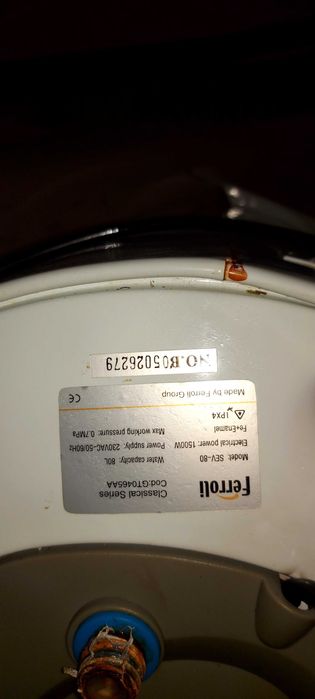 Ferroli
Classical Series
Cod:GT0465AA
Model: SEV-80 Water capacity: 80L
Electrical power: 1500W Power supply: 230VAC~50/60Hz
Fe+Enamel Max working pressure: 0.7MPa
IPX4
Made by Ferroli Group CE
NO.B05026279